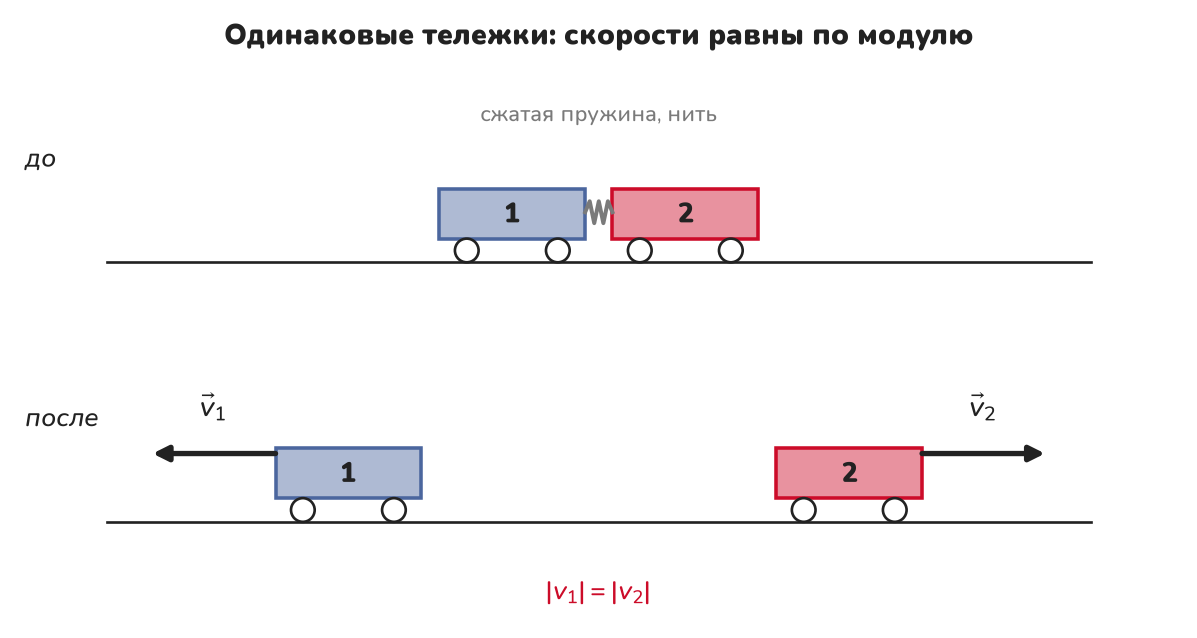 Одинаковые тележки: скорости равны по модулю
сжатая пружина, нить
до
1 2
после
v⃗₁ v⃗₂
1 2
|v₁| = |v₂|